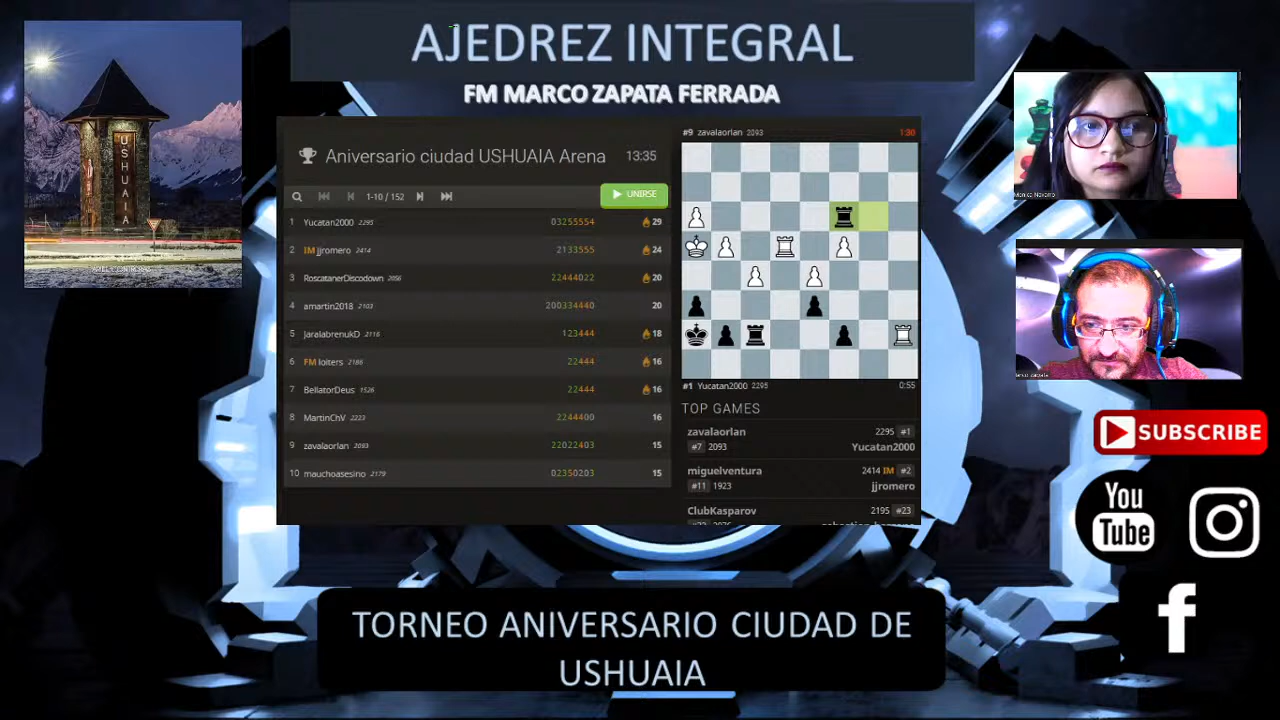 AJEDREZ INTEGRAL
FM MARCO ZAPATA FERRADA
USHUAIA
Aniversario ciudad USHUAIA Arena 13:35
1-10 / 152 UNIRSE
1 Yucatan2000 2295 03255554 29
2 IM jjromero 2414 2133555 24
3 RoscatanerDiscodown 2056 22444022 20
4 amartin2018 2103 200334440 20
5 JaralabrenukD 2116 123444 18
6 FM loiters 2186 22444 16
7 BellatorDeus 1526 22444 16
8 MartinChV 2223 2244400 16
9 zavalaorlan 2093 22022403 15
10 mauchoasesino 2179 02350203 15
#9 zavalaorlan 2093 1:30
#1 Yucatan2000 2295 0:55
TOP GAMES
zavalaorlan 2295 #1
#7 2093 Yucatan2000
miguelventura 2414 IM #2
#11 1923 jjromero
ClubKasparov 2195 #23
SUBSCRIBE
You
Tube
f
TORNEO ANIVERSARIO CIUDAD DE
USHUAIA